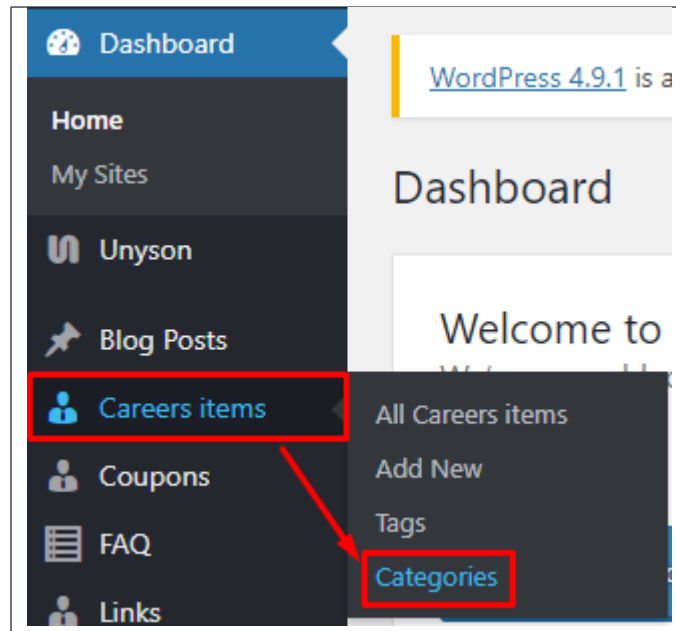 Dashboard
WordPress 4.9.1 is a
Home
My Sites
Dashboard
Unyson
Welcome to
Blog Posts
Careers items
All Careers items
Add New
Coupons
Tags
FAQ
Categories
Links